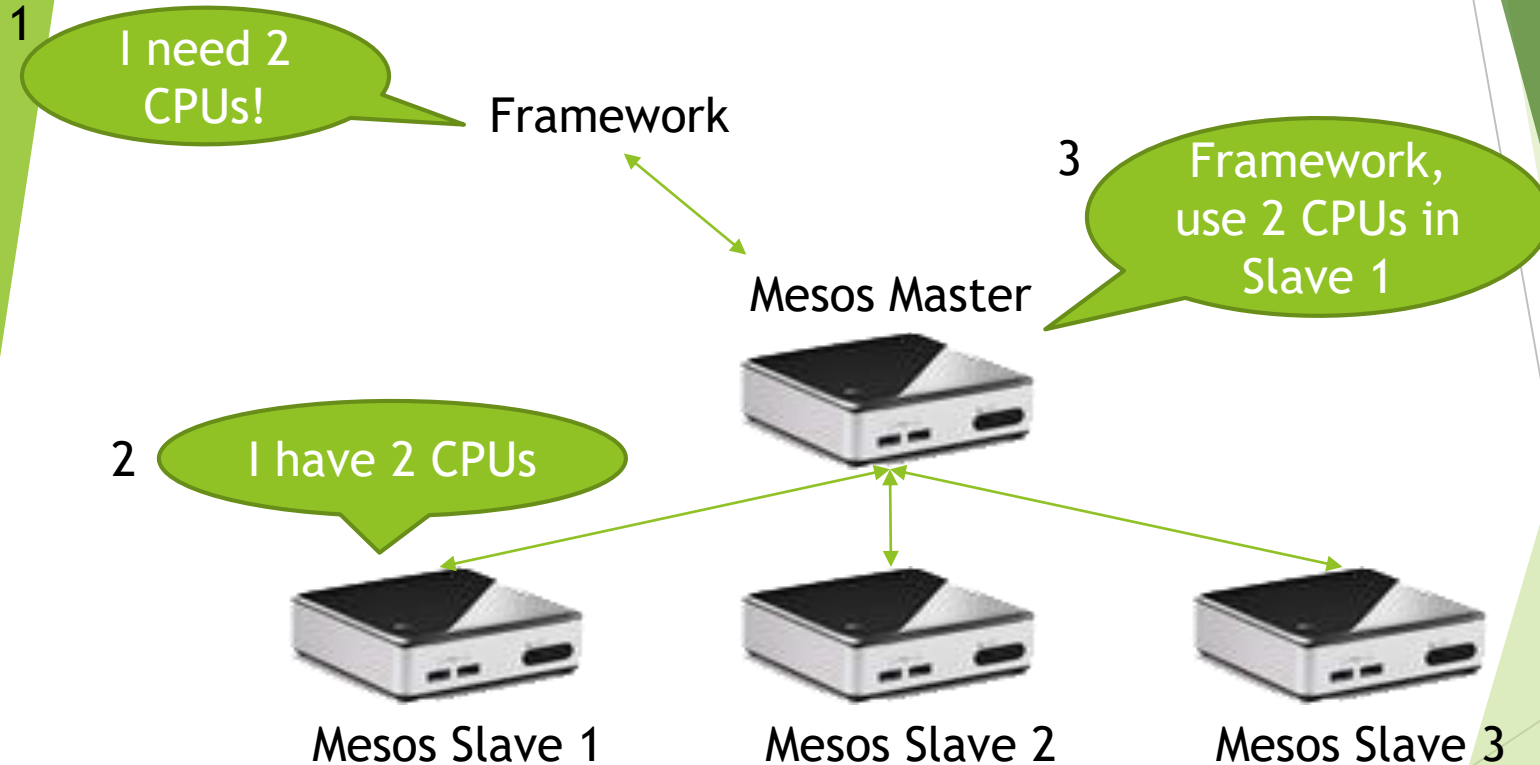 1
I need 2
CPUs!
Framework
3
Framework,
use 2 CPUs in
Slave 1
Mesos Master
2
I have 2 CPUs
Mesos Slave 1
Mesos Slave 2
Mesos Slave 3